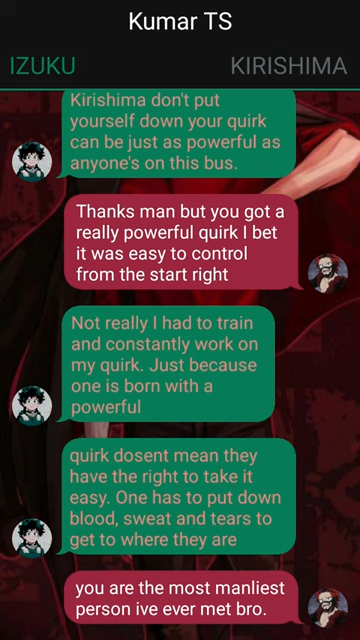 Kumar TS
IZUKU KIRISHIMA
Kirishima don't put
yourself down your quirk
can be just as powerful as
anyone's on this bus.
Thanks man but you got a
really powerful quirk I bet
it was easy to control
from the start right
Not really I had to train
and constantly work on
my quirk. Just because
one is born with a
powerful
quirk dosent mean they
have the right to take it
easy. One has to put down
blood, sweat and tears to
get to where they are
you are the most manliest
person ive ever met bro.